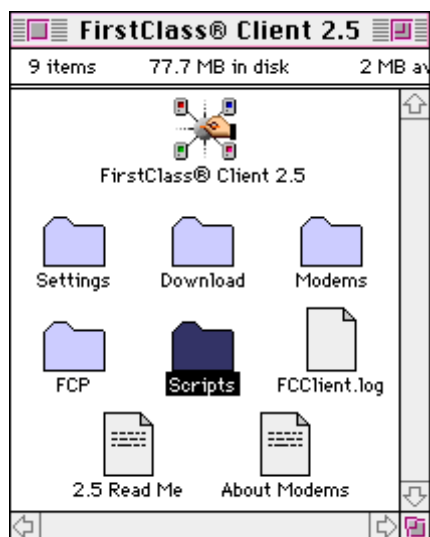 FirstClass® Client 2.5
9 items 77.7 MB in disk 2 MB av
FirstClass® Client 2.5
Settings Download Modems
FCP Scripts FCClient.log
2.5 Read Me About Modems